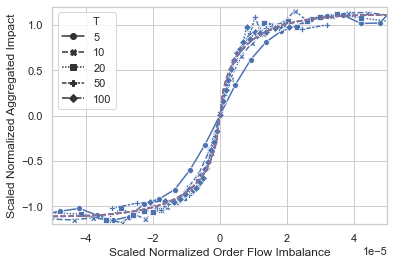 T
5
10
20
50
100
Scaled Normalized Aggregated Impact
1.0
0.5
0.0
−0.5
−1.0
−4 −2 0 2 4
1e−5
Scaled Normalized Order Flow Imbalance